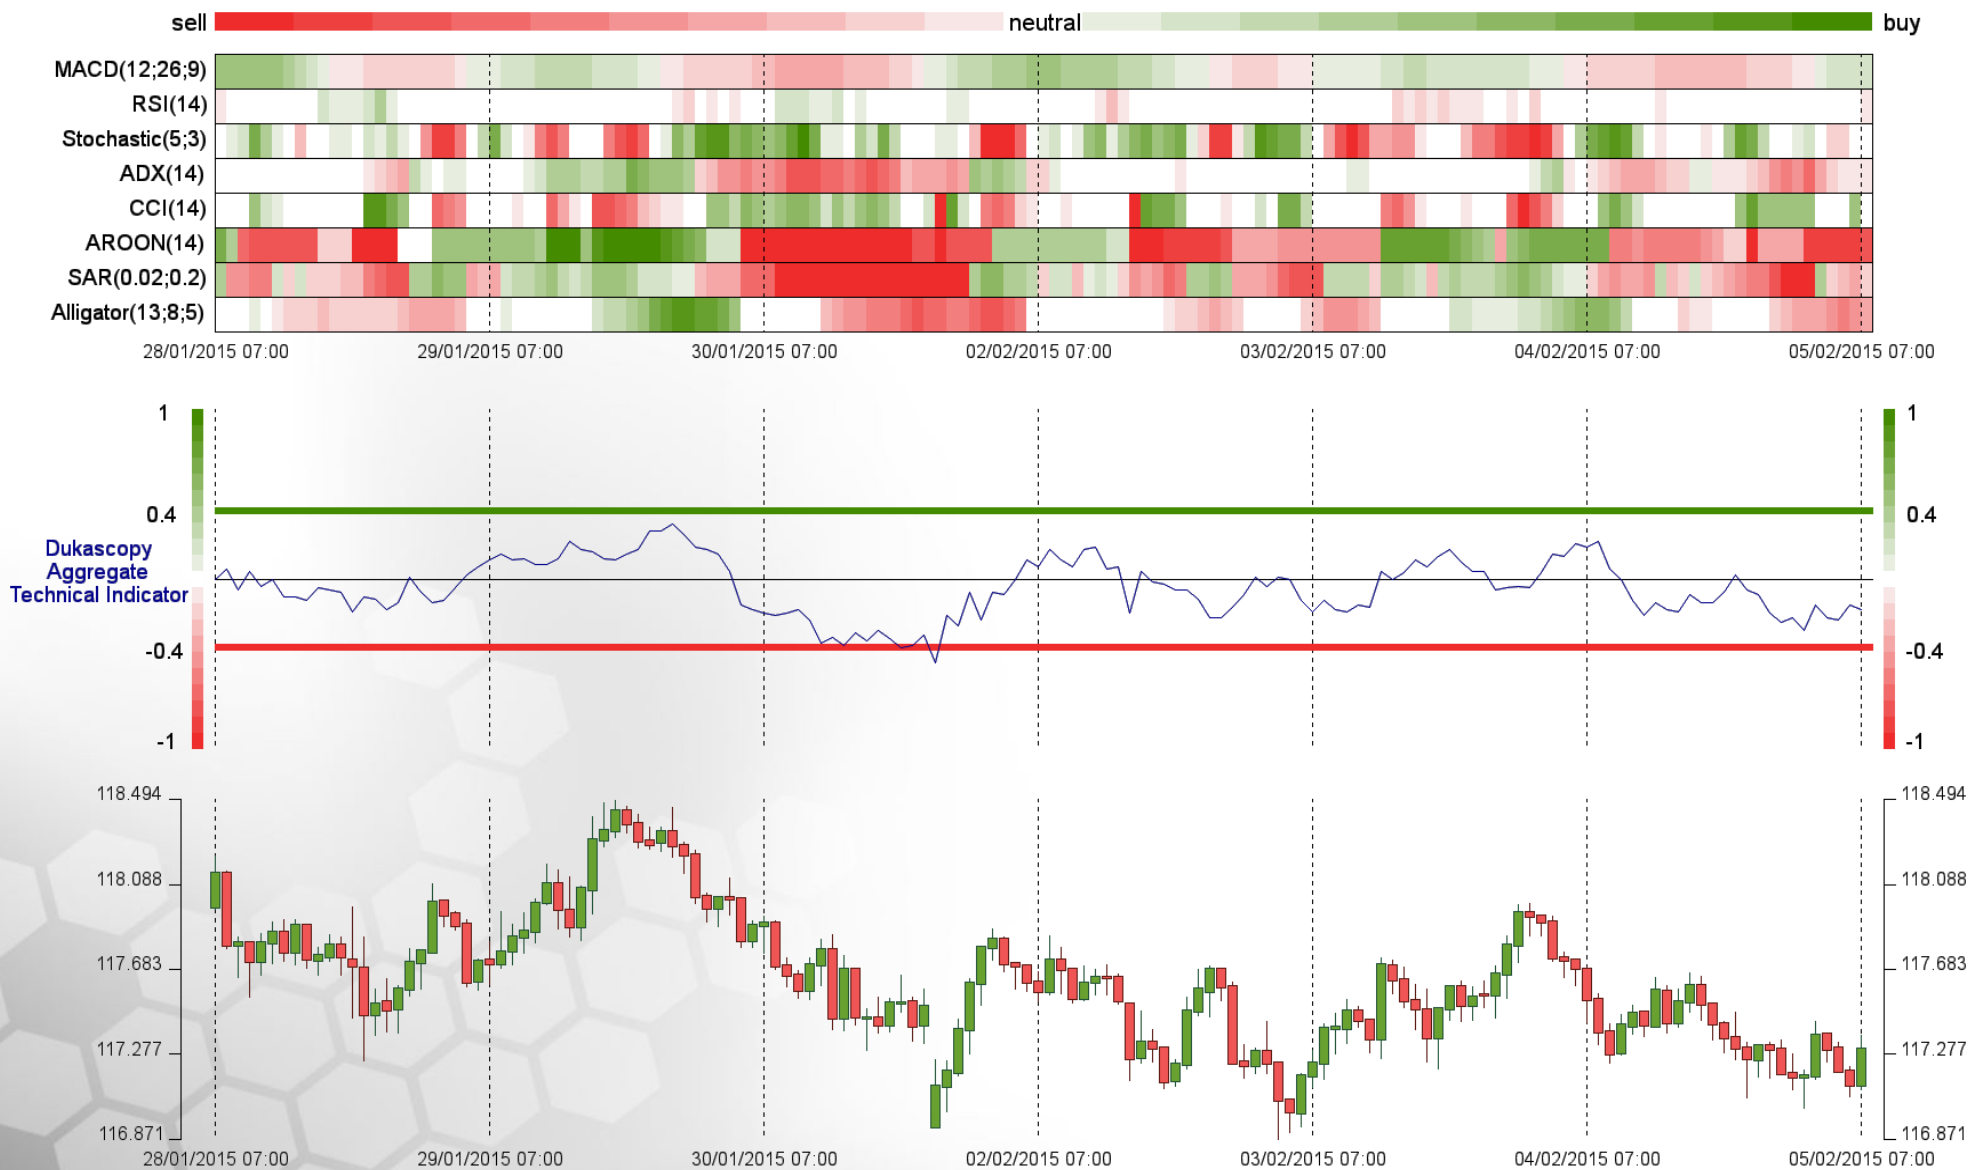 sell neutral buy
MACD(12;26;9)
RSI(14)
Stochastic(5;3)
ADX(14)
CCI(14)
AROON(14)
SAR(0.02;0.2)
Alligator(13;8;5)
28/01/2015 07:00 29/01/2015 07:00 30/01/2015 07:00 02/02/2015 07:00 03/02/2015 07:00 04/02/2015 07:00 05/02/2015 07:00
1 1
0.4 0.4
Dukascopy
Aggregate
Technical Indicator
-0.4 -0.4
-1 -1
118.494 118.494
118.088 118.088
117.683 117.683
117.277 117.277
116.871 116.871
28/01/2015 07:00 29/01/2015 07:00 30/01/2015 07:00 02/02/2015 07:00 03/02/2015 07:00 04/02/2015 07:00 05/02/2015 07:00